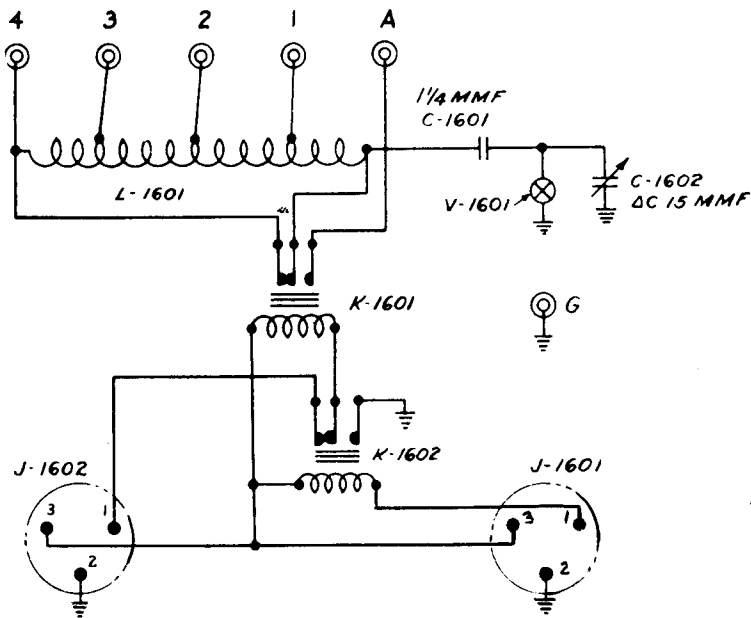 4 3 2 1 A
1 1/4 MMF
C-1601
L-1601
V-1601
C-1602
ΔC 15 MMF
K-1601
G
K-1602
J-1602
J-1601
3 1
2
3 1
2